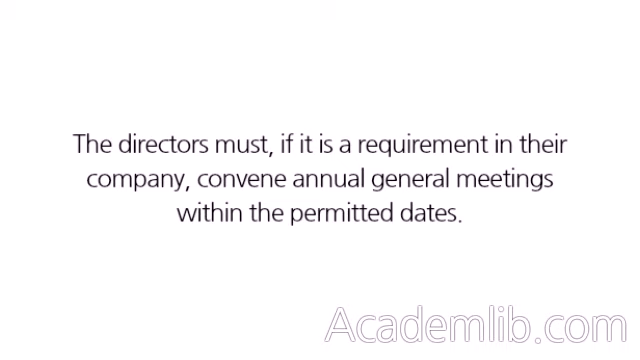 The directors must, if it is a requirement in their
company, convene annual general meetings
within the permitted dates.
Academlib.com